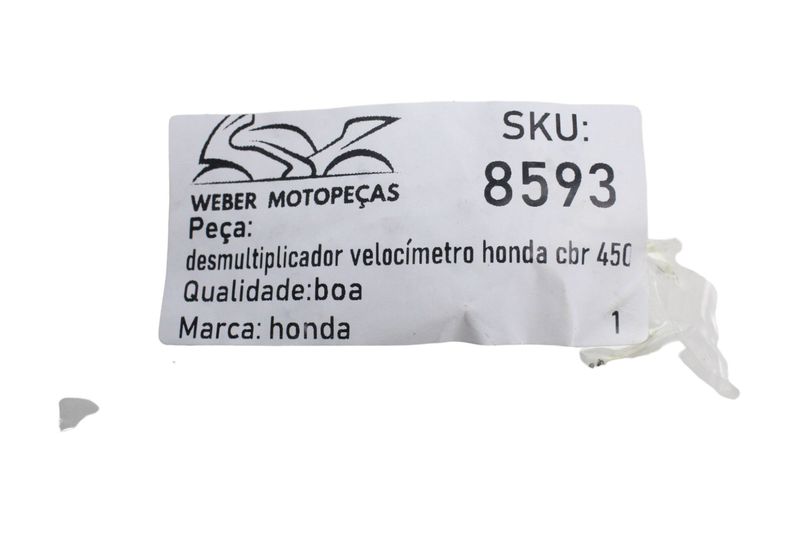 WEBER MOTOPEÇAS
SKU:
8593
Peça:
desmultiplicador velocímetro honda cbr 450
Qualidade:boa
Marca: honda
1